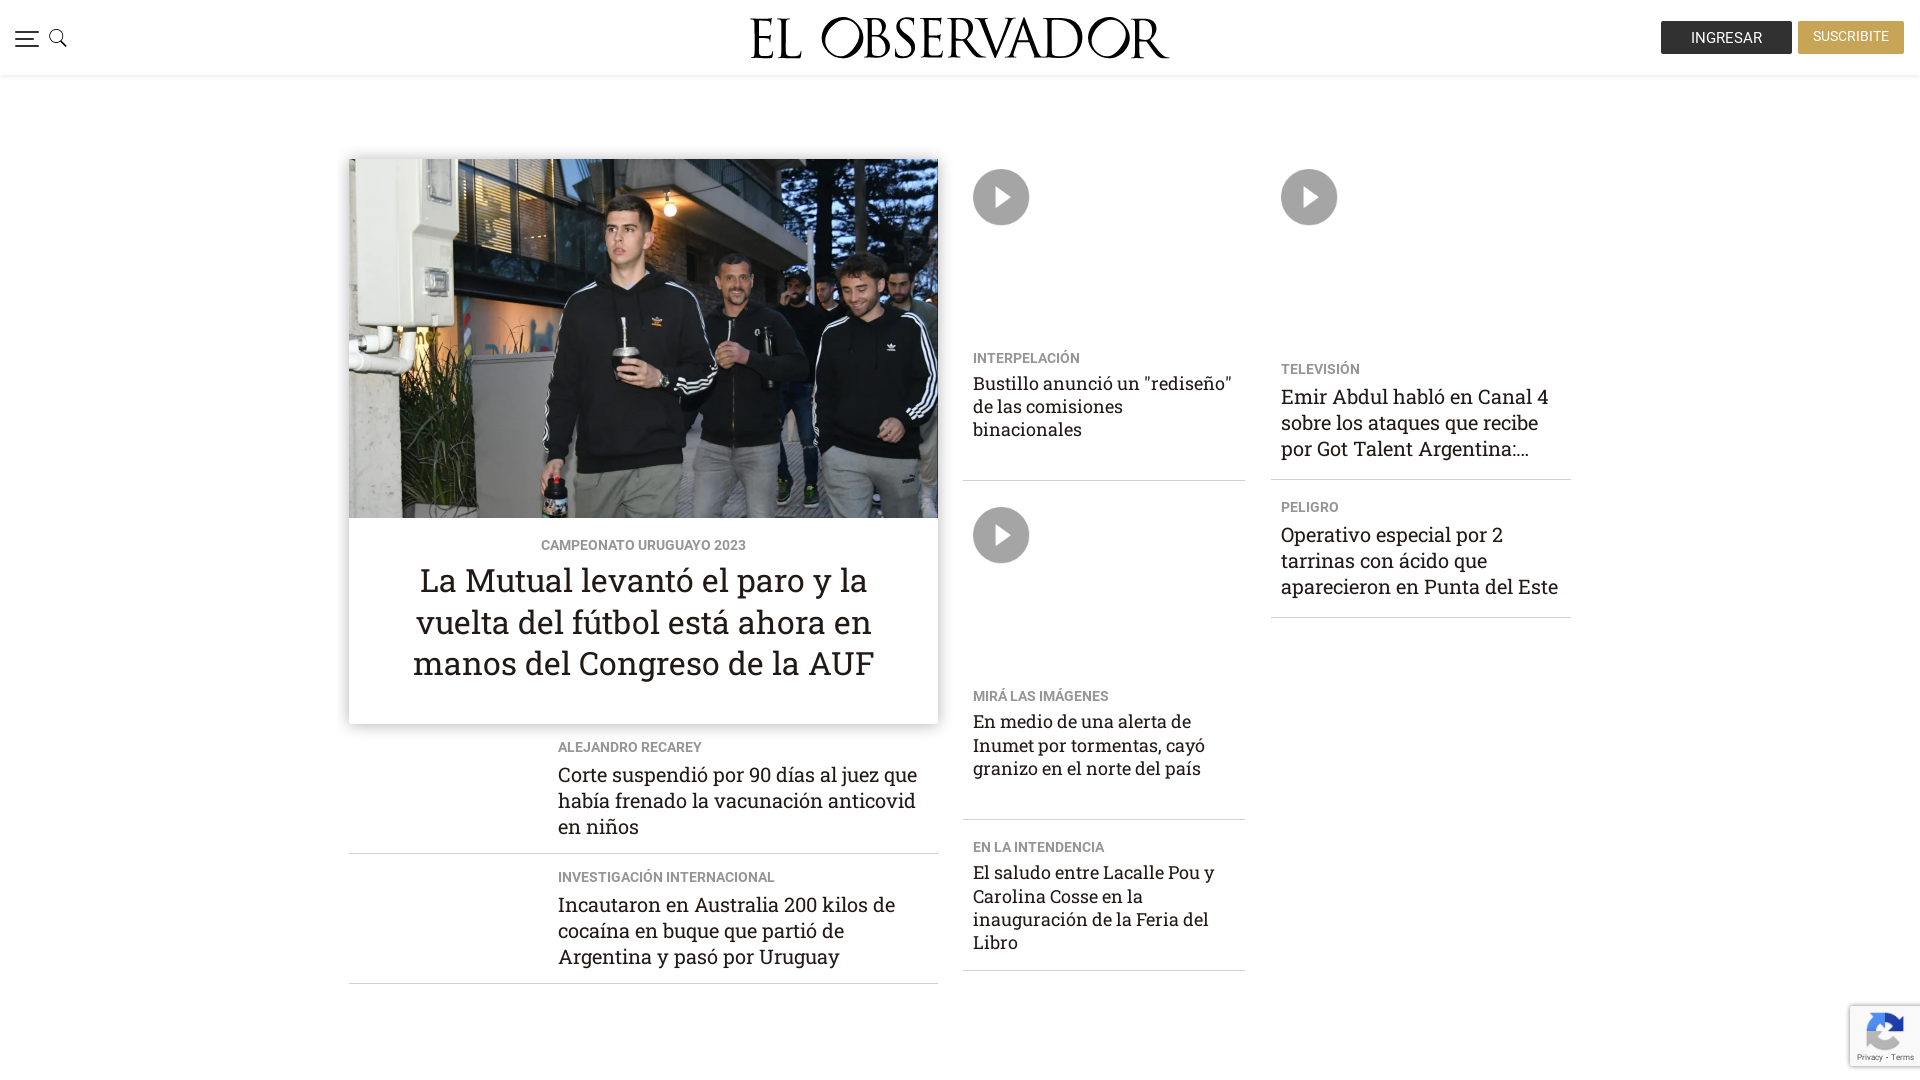 EL OBSERVADOR
INGRESAR
SUSCRIBITE
CAMPEONATO URUGUAYO 2023
La Mutual levantó el paro y la
vuelta del fútbol está ahora en
manos del Congreso de la AUF
ALEJANDRO RECAREY
Corte suspendió por 90 días al juez que
había frenado la vacunación anticovid
en niños
INVESTIGACIÓN INTERNACIONAL
Incautaron en Australia 200 kilos de
cocaína en buque que partió de
Argentina y pasó por Uruguay
INTERPELACIÓN
Bustillo anunció un "rediseño"
de las comisiones
binacionales
MIRÁ LAS IMÁGENES
En medio de una alerta de
Inumet por tormentas, cayó
granizo en el norte del país
EN LA INTENDENCIA
El saludo entre Lacalle Pou y
Carolina Cosse en la
inauguración de la Feria del
Libro
TELEVISIÓN
Emir Abdul habló en Canal 4
sobre los ataques que recibe
por Got Talent Argentina:...
PELIGRO
Operativo especial por 2
tarrinas con ácido que
aparecieron en Punta del Este
Privacy - Terms